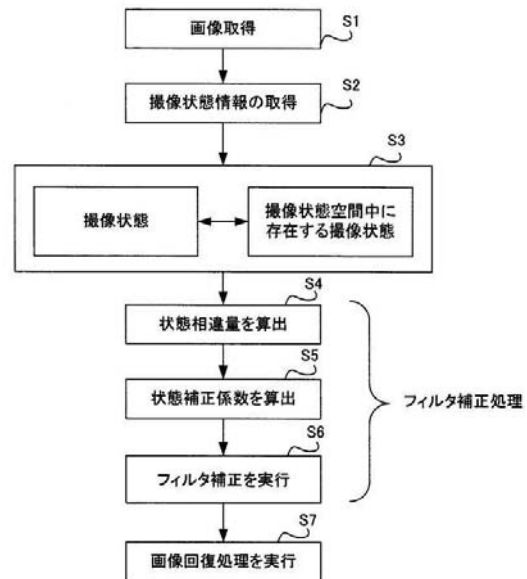 画像取得
S1
撮像状態情報の取得
S2
S3
撮像状態
撮像状態空間中に
存在する撮像状態
S4
状態相違量を算出
S5
状態補正係数を算出
フィルタ補正処理
S6
フィルタ補正を実行
S7
画像回復処理を実行